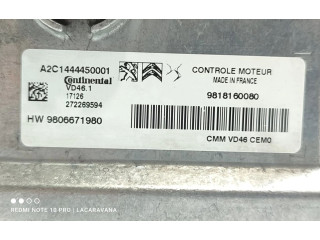 A2C1444450001
Continental
VD46.1
17126
272269594
HW 9806671980
CONTROLE MOTEUR
MADE IN FRANCE
9818160080
CMM VD46 CEM0
REDMI NOTE 10 PRO | LACARAVANA